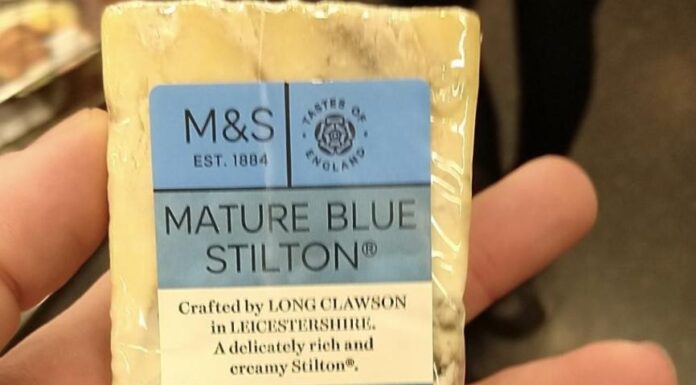 M&S
EST. 1884
TASTES OF
ENGLAND
MATURE BLUE
STILTON®
Crafted by LONG CLAWSON
in LEICESTERSHIRE.
A delicately rich and
creamy Stilton®.